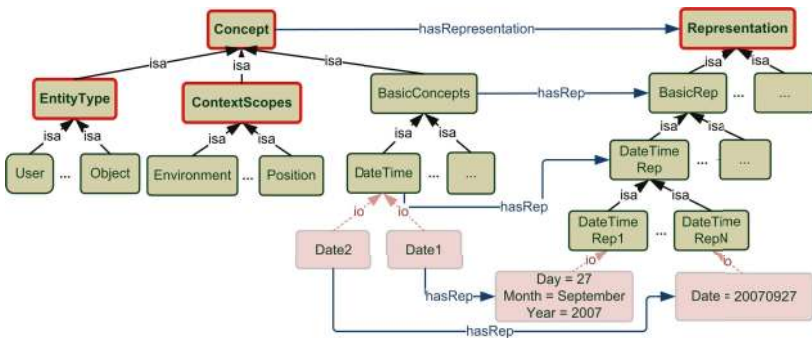 Concept
hasRepresentation
Representation
isa
isa
isa
isa
isa
EntityType
ContextScopes
BasicConcepts
hasRep
BasicRep
...
...
isa
isa
isa
isa
isa
isa
isa
isa
User
...
Object
Environment
...
Position
DateTime
...
...
DateTime
Rep
...
...
hasRep
io
io
isa
isa
Date2
Date1
DateTime
Rep1
...
DateTime
RepN
io
io
hasRep
Day = 27
Month = September
Year = 2007
Date = 20070927
hasRep